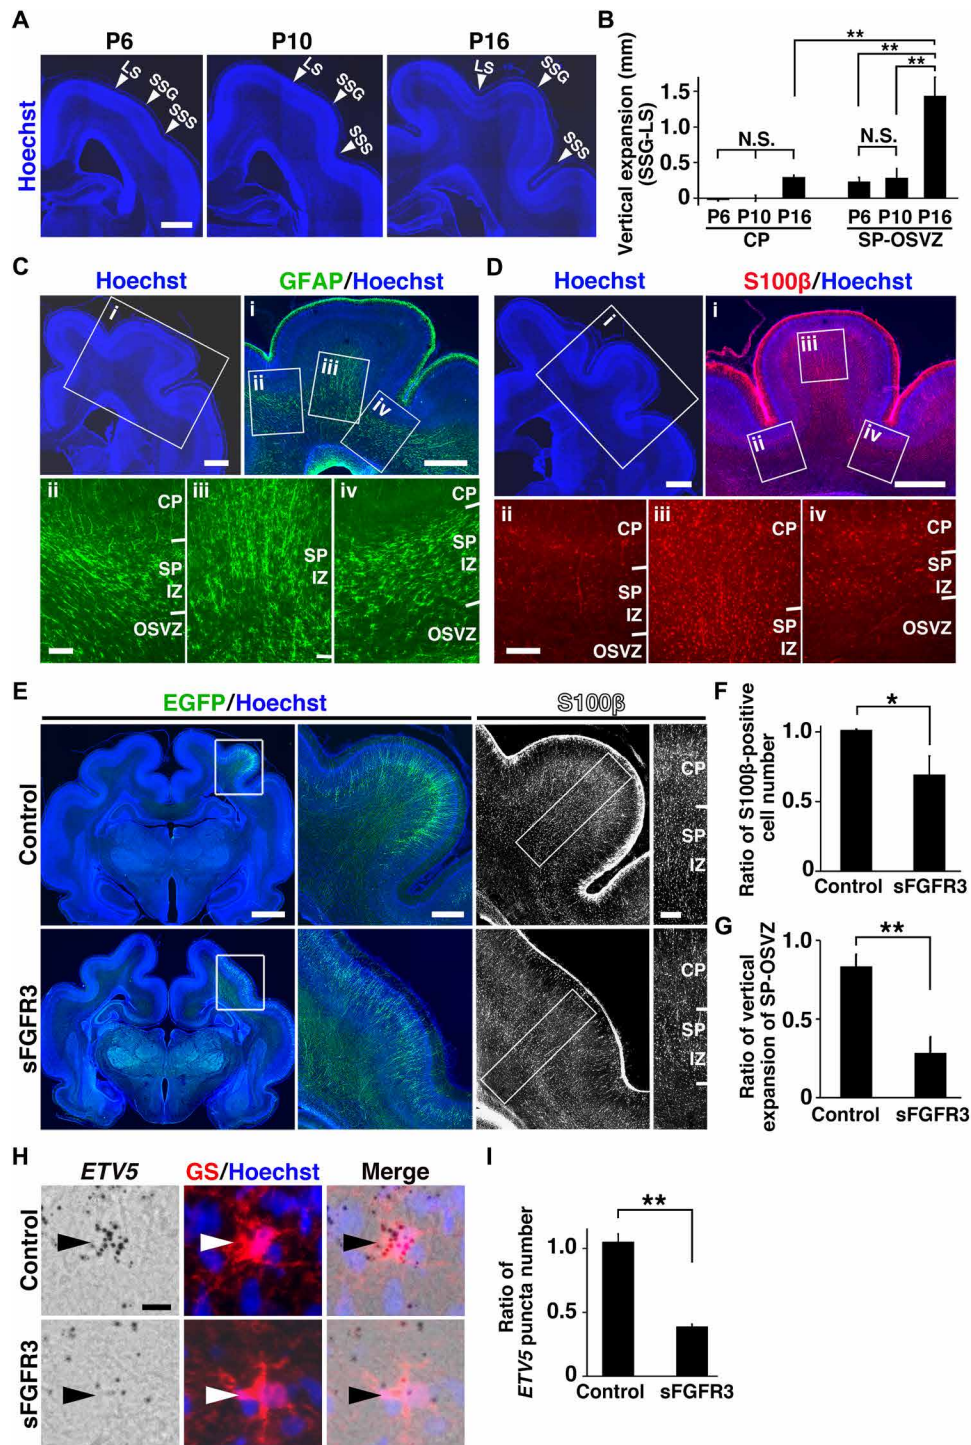 A
P6
P10
P16
Hoechst
LS
SSG
SSS
LS
SSG
SSS
LS
SSG
SSS
B
Vertical expansion (mm)
(SSG-LS)
1.5
1.0
0.5
0
**
**
**
N.S.
N.S.
P6 P10 P16
P6 P10 P16
CP
SP-OSVZ
C
Hoechst
GFAP/Hoechst
i
i
ii
iii
iv
ii
CP
SP
IZ
OSVZ
iii
SP
IZ
iv
CP
SP
IZ
OSVZ
D
Hoechst
S100β/Hoechst
i
i
ii
iii
iv
ii
CP
SP
IZ
OSVZ
iii
CP
SP
IZ
iv
CP
SP
IZ
OSVZ
E
EGFP/Hoechst
S100β
Control
CP
SP
IZ
sFGFR3
CP
SP
IZ
F
Ratio of S100β-positive
cell number
1.0
0.5
0
*
Control sFGFR3
G
Ratio of vertical
expansion of SP-OSVZ
1.0
0.5
0
**
Control sFGFR3
H
ETV5
GS/Hoechst
Merge
Control
sFGFR3
I
Ratio of
ETV5 puncta number
1.0
0.5
0
**
Control sFGFR3